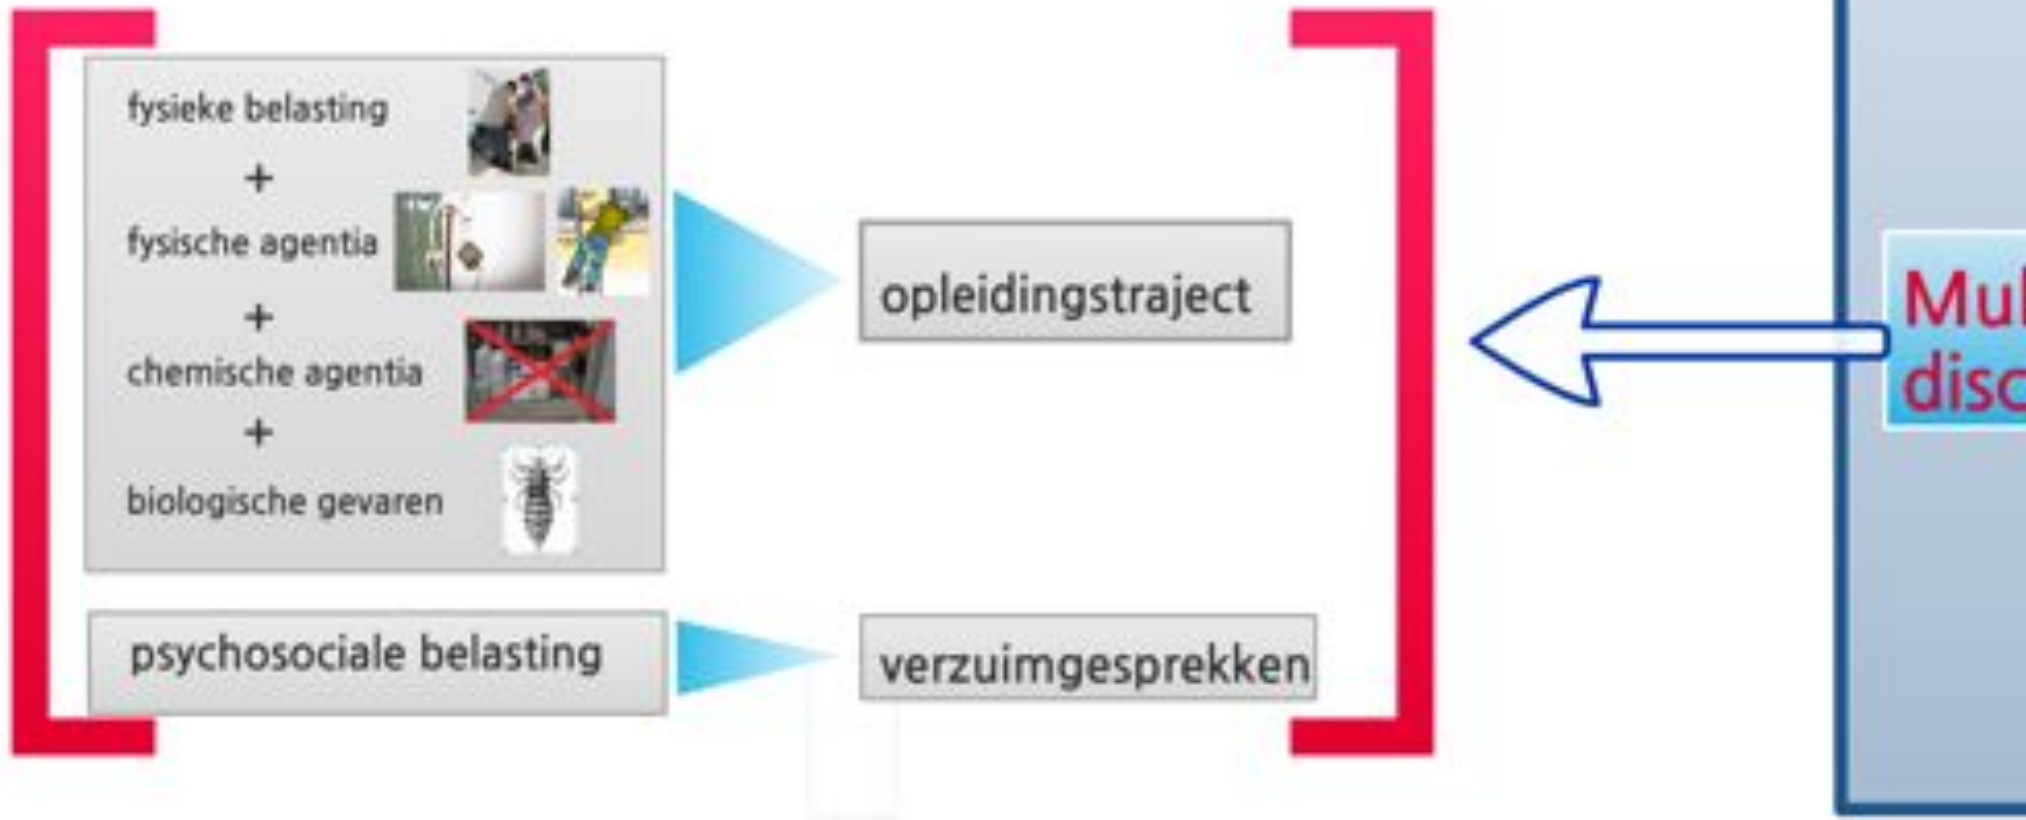 fysieke belasting
+
fysische agentia
+
chemische agentia
+
biologische gevaren
opleidingstraject
psychosociale belasting
verzuimgesprekken